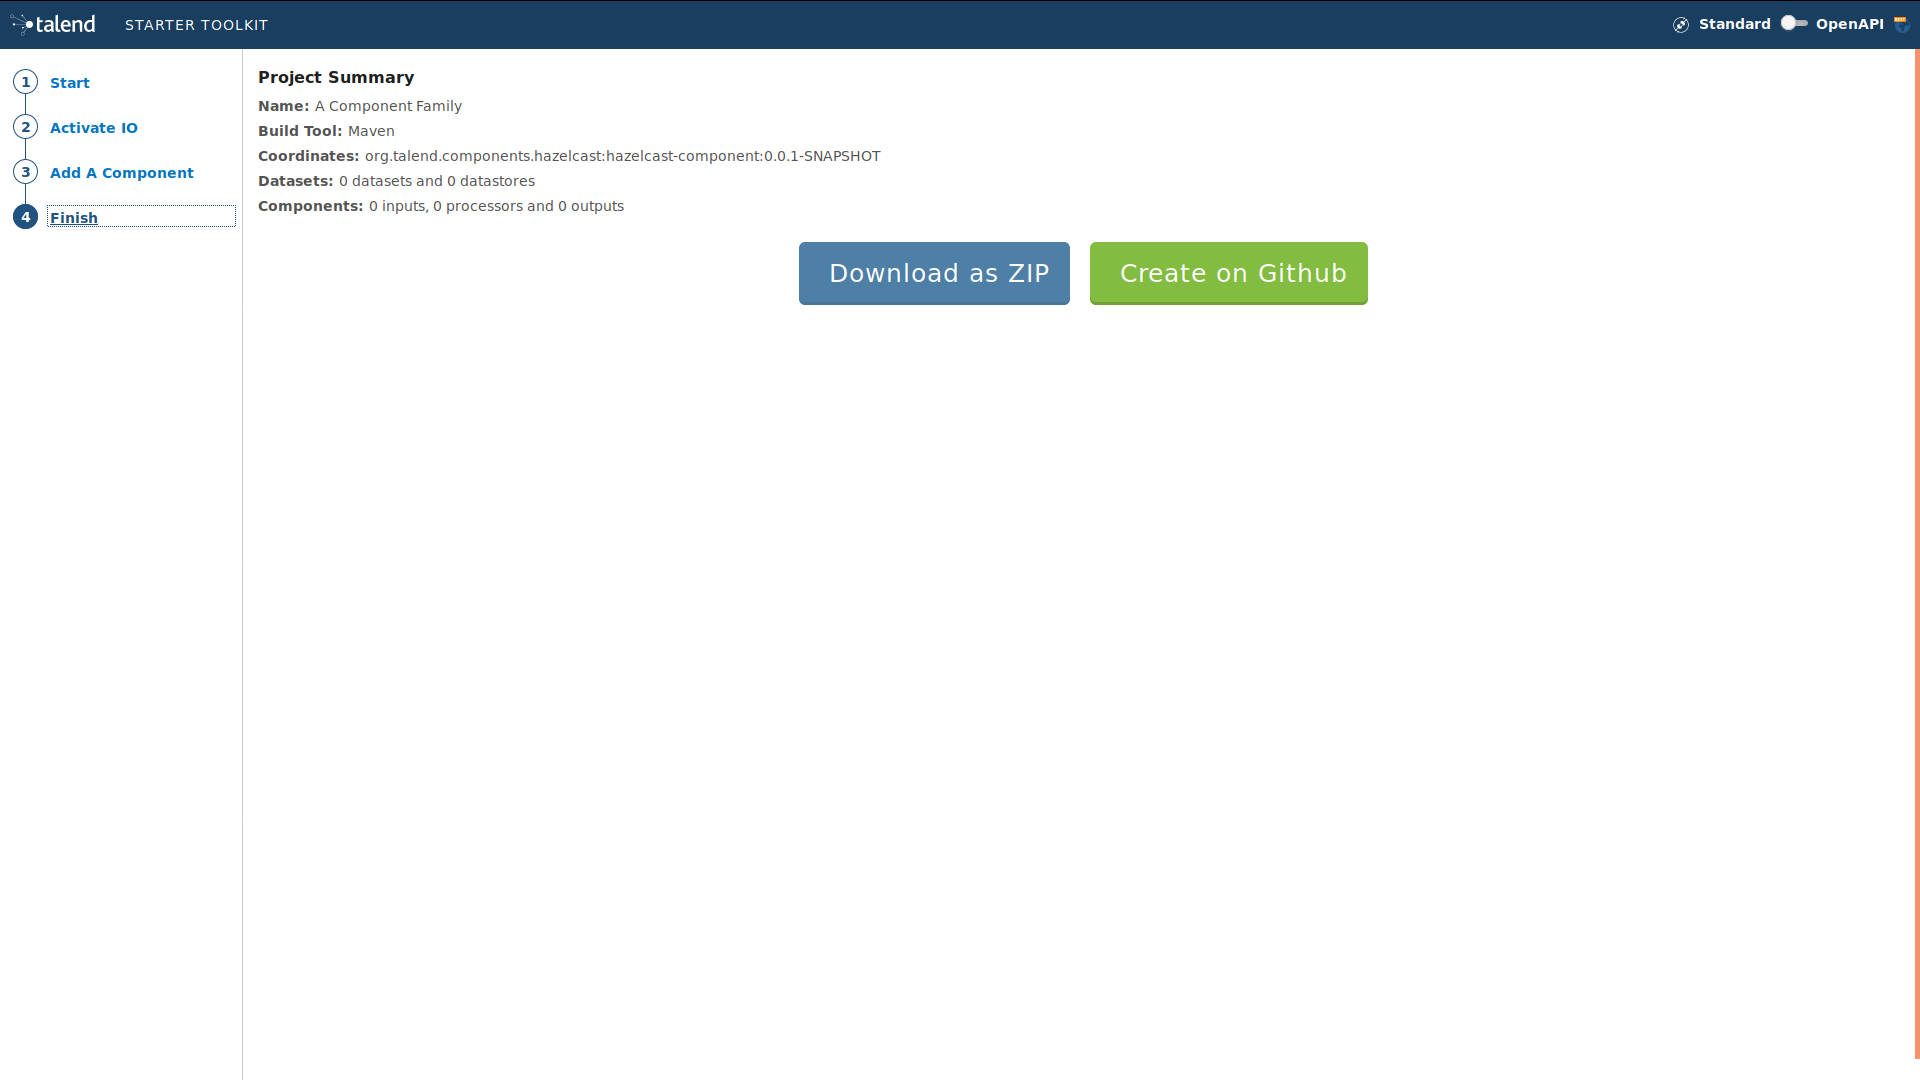 talend STARTER TOOLKIT Standard OpenAPI
1 Start
2 Activate IO
3 Add A Component
4 Finish
Project Summary
Name: A Component Family
Build Tool: Maven
Coordinates: org.talend.components.hazelcast:hazelcast-component:0.0.1-SNAPSHOT
Datasets: 0 datasets and 0 datastores
Components: 0 inputs, 0 processors and 0 outputs
Download as ZIP Create on Github